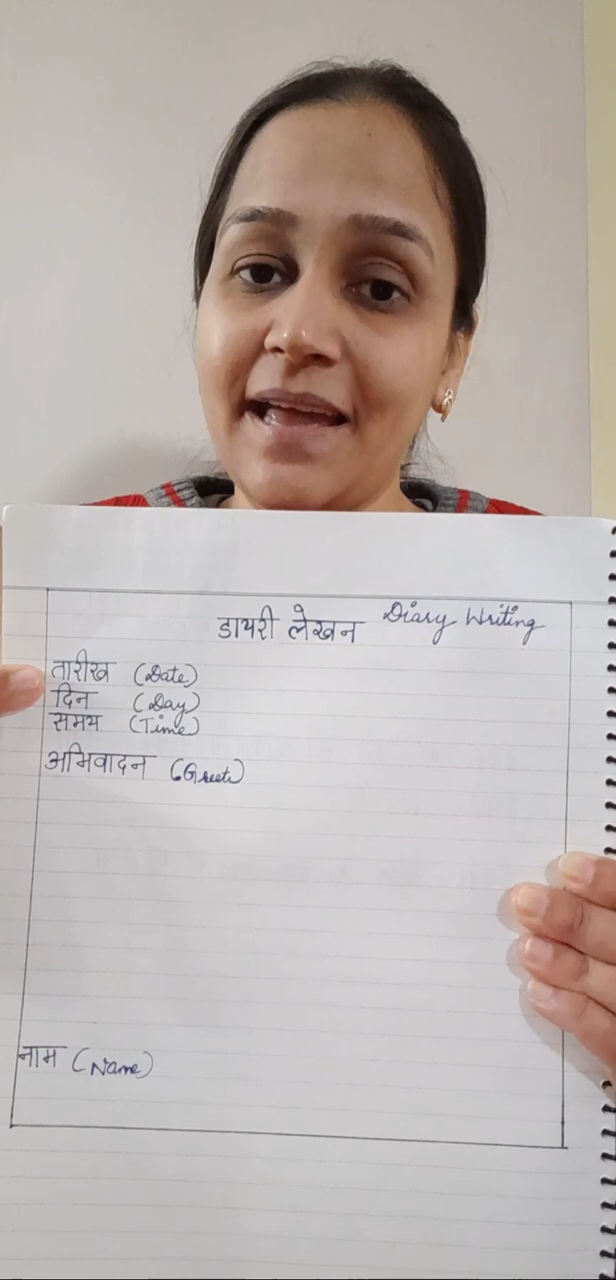 डायरी लेखन Diary Writing
तारीख (Date)
दिन (Day)
समय (Time)
अभिवादन (Greet)
नाम (Name)